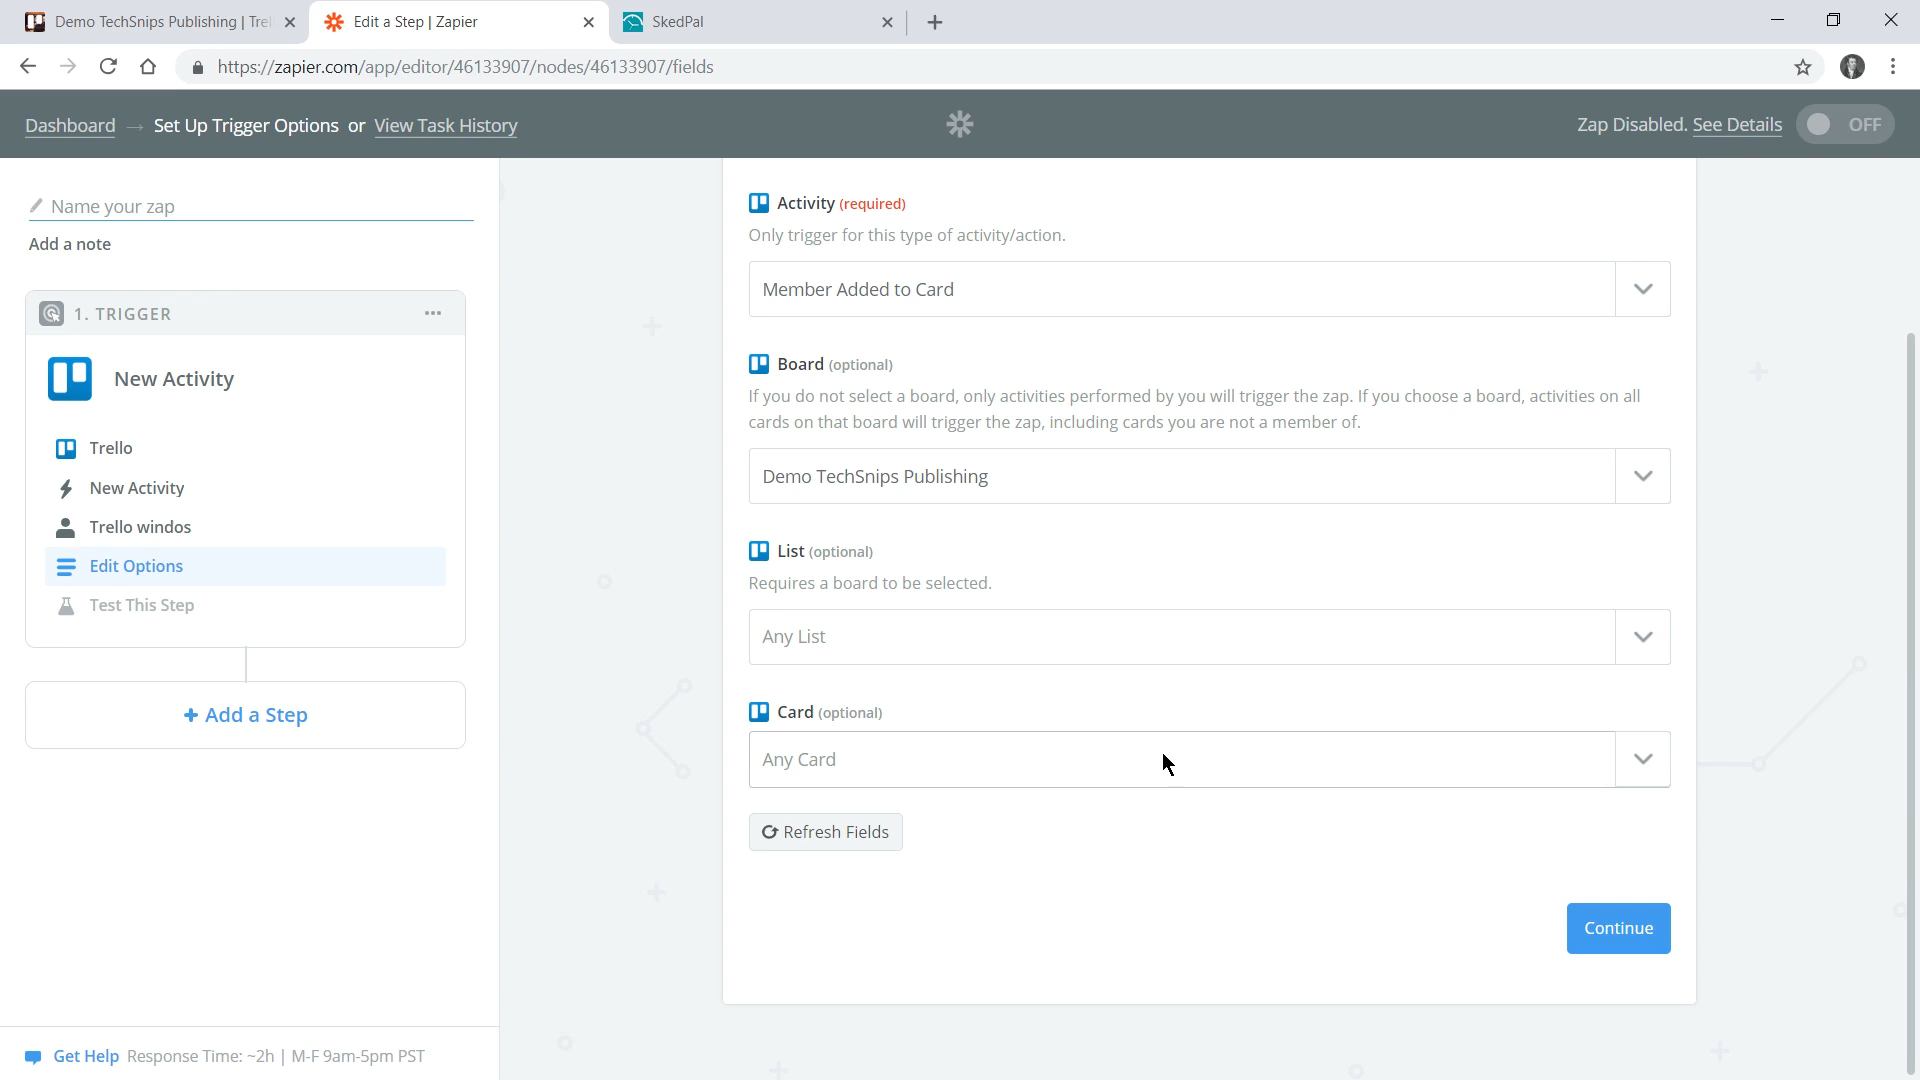 Demo TechSnips Publishing | Trel
Edit a Step | Zapier
SkedPal
https://zapier.com/app/editor/46133907/nodes/46133907/fields
Dashboard → Set Up Trigger Options or View Task History
Zap Disabled. See Details
OFF
Name your zap
Add a note
1. TRIGGER
New Activity
Trello
New Activity
Trello windos
Edit Options
Test This Step
+ Add a Step
Get Help Response Time: ~2h | M-F 9am-5pm PST
Activity (required)
Only trigger for this type of activity/action.
Member Added to Card
Board (optional)
If you do not select a board, only activities performed by you will trigger the zap. If you choose a board, activities on all
cards on that board will trigger the zap, including cards you are not a member of.
Demo TechSnips Publishing
List (optional)
Requires a board to be selected.
Any List
Card (optional)
Any Card
Refresh Fields
Continue